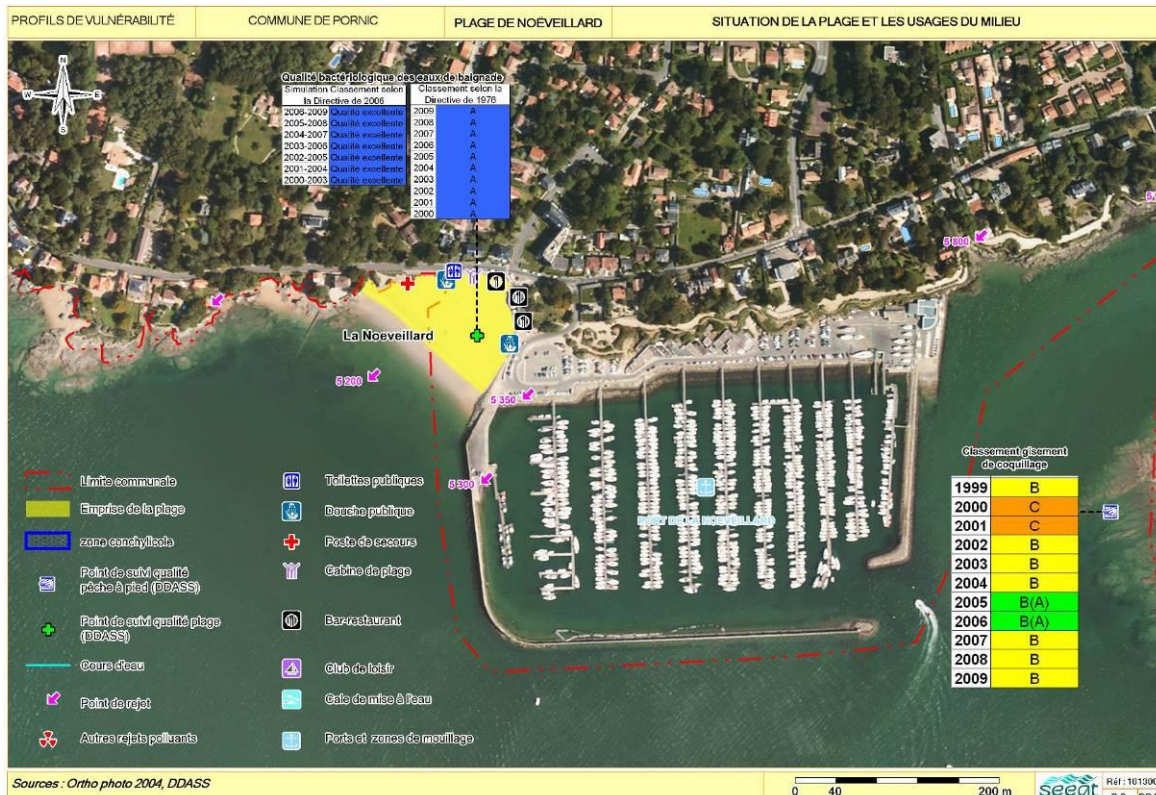 PROFILS DE VULNÉRABILITÉ
COMMUNE DE PORNIC
PLAGE DE NOËVEILLARD
SITUATION DE LA PLAGE ET LES USAGES DU MILIEU
N
W E
S
Qualité bactériologique des eaux de baignade
Simulation Classement selon
la Directive de 2006
2006-2009 Qualité excellente
2005-2008 Qualité excellente
2004-2007 Qualité excellente
2003-2006 Qualité excellente
2002-2005 Qualité excellente
2001-2004 Qualité excellente
2000-2003 Qualité excellente
Classement selon la
Directive de 1976
2009 A
2008 A
2007 A
2006 A
2005 A
2004 A
2003 A
2002 A
2001 A
2000 A
5 800
La Noeveillard
5 200
5 350
5 300
PORT DE LA NOEVEILLARD
Classement gisement
de coquillage
1999 B
2000 C
2001 C
2002 B
2003 B
2004 B
2005 B(A)
2006 B(A)
2007 B
2008 B
2009 B
Limite communale
Emprise de la plage
zone conchylicole
Point de suivi qualité
pêche à pied (DDASS)
Point de suivi qualité plage
(DDASS)
Cours d'eau
Point de rejet
Autres rejets polluants
Toilettes publiques
Douche publique
Poste de secours
Cabine de plage
Bar-restaurant
Club de loisir
Cale de mise à l'eau
Ports et zones de mouillage
Sources : Ortho photo 2004, DDASS
0 40 200 m
seeat
Réf : 101300